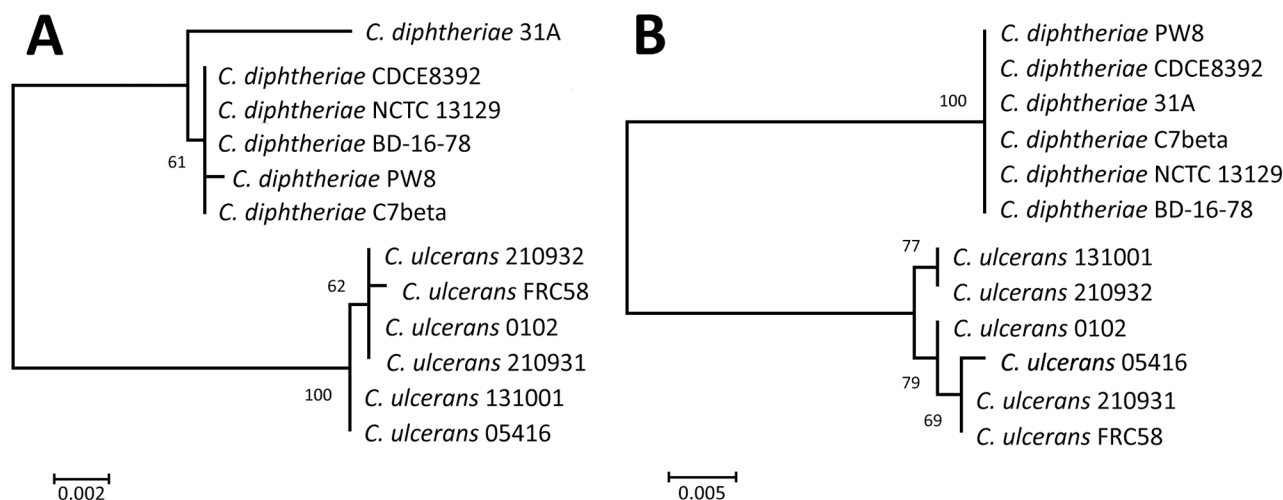 A
C. diphtheriae 31A
C. diphtheriae CDCE8392
C. diphtheriae NCTC 13129
C. diphtheriae BD-16-78
61
C. diphtheriae PW8
C. diphtheriae C7beta
C. ulcerans 210932
62
C. ulcerans FRC58
C. ulcerans 0102
C. ulcerans 210931
100
C. ulcerans 131001
C. ulcerans 05416
0.002
B
C. diphtheriae PW8
C. diphtheriae CDCE8392
100
C. diphtheriae 31A
C. diphtheriae C7beta
C. diphtheriae NCTC 13129
C. diphtheriae BD-16-78
77
C. ulcerans 131001
C. ulcerans 210932
C. ulcerans 0102
C. ulcerans 05416
79
C. ulcerans 210931
69
C. ulcerans FRC58
0.005